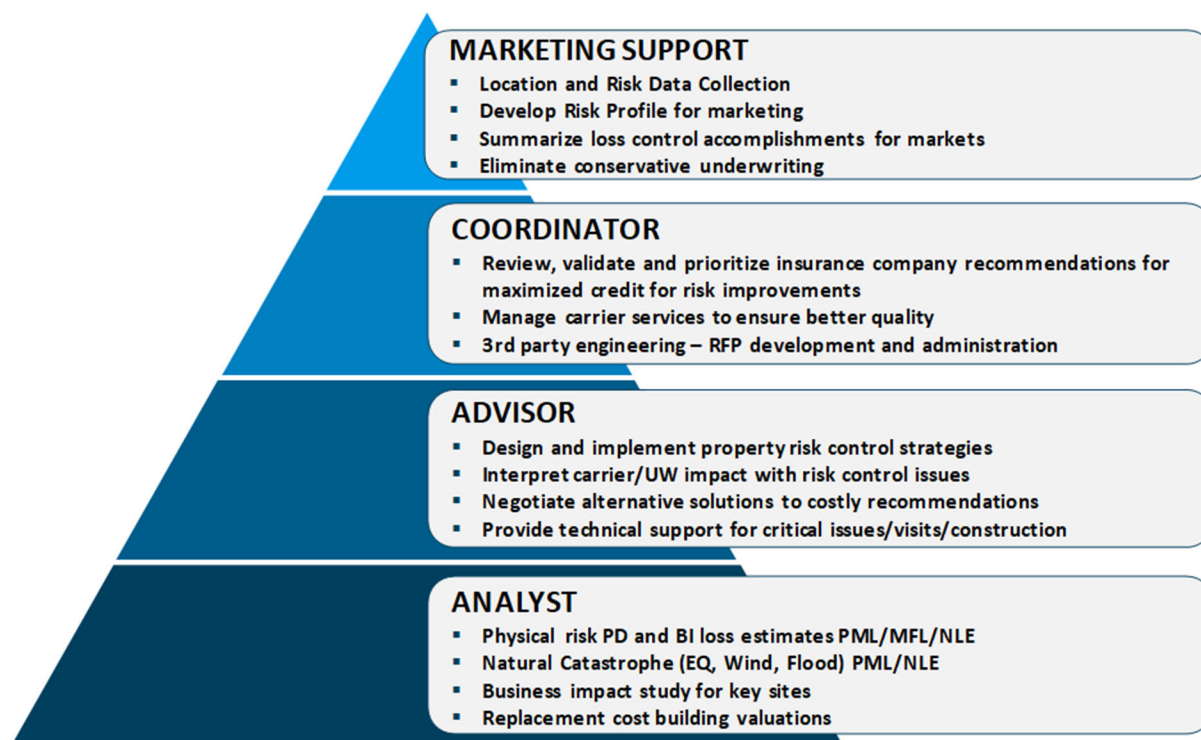 MARKETING SUPPORT
▪ Location and Risk Data Collection
▪ Develop Risk Profile for marketing
▪ Summarize loss control accomplishments for markets
▪ Eliminate conservative underwriting
COORDINATOR
▪ Review, validate and prioritize insurance company recommendations for
maximized credit for risk improvements
▪ Manage carrier services to ensure better quality
▪ 3rd party engineering – RFP development and administration
ADVISOR
▪ Design and implement property risk control strategies
▪ Interpret carrier/UW impact with risk control issues
▪ Negotiate alternative solutions to costly recommendations
▪ Provide technical support for critical issues/visits/construction
ANALYST
▪ Physical risk PD and BI loss estimates PML/MFL/NLE
▪ Natural Catastrophe (EQ, Wind, Flood) PML/NLE
▪ Business impact study for key sites
▪ Replacement cost building valuations